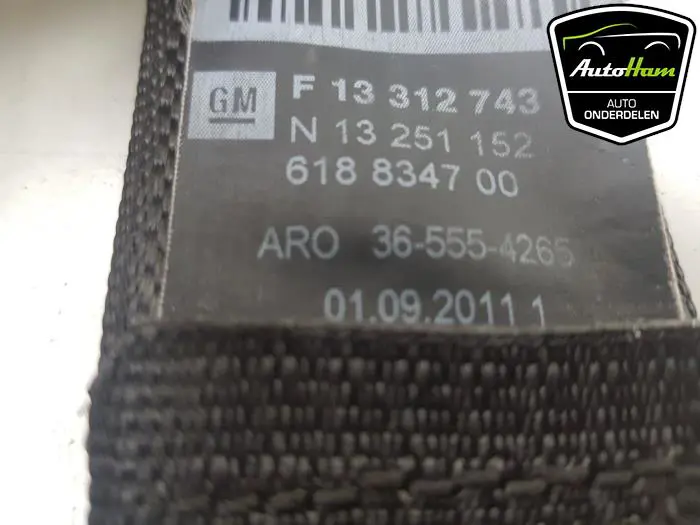 AutoHam
AUTO
ONDERDELEN
GM
F 13 312 743
N 13 251 152
618 8347 00
ARO 36-555-4265
01.09.2011 1